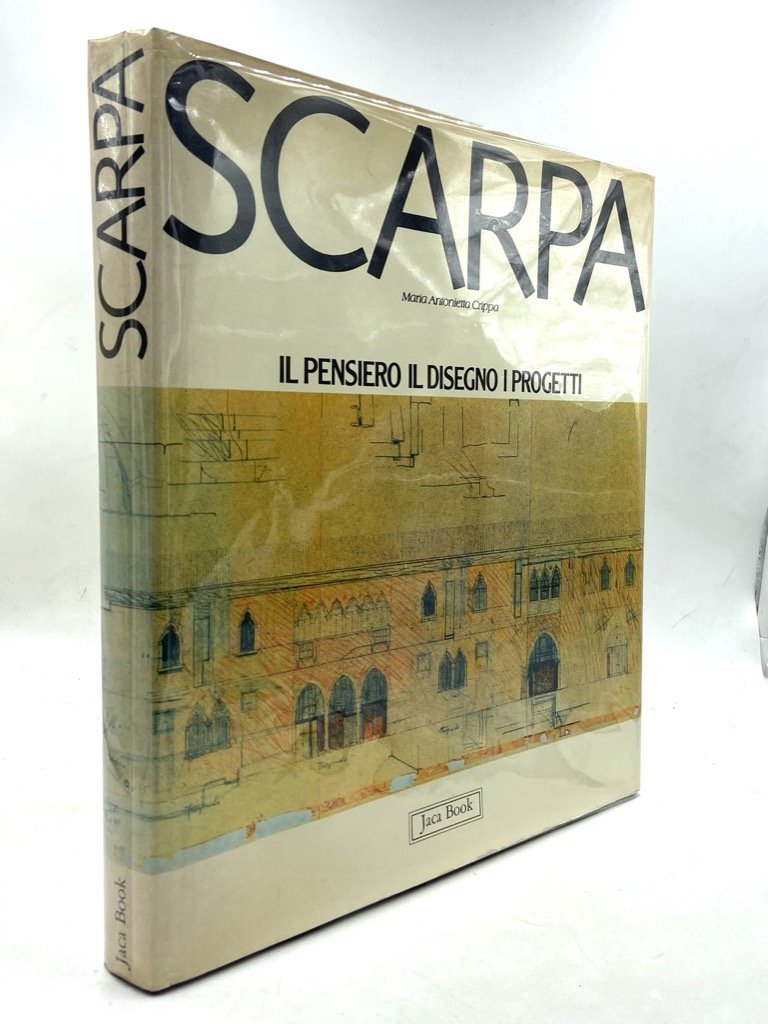 SCARPA
Jaca Book
SCARPA
Maria Antonietta Crippa
IL PENSIERO IL DISEGNO I PROGETTI
Jaca Book